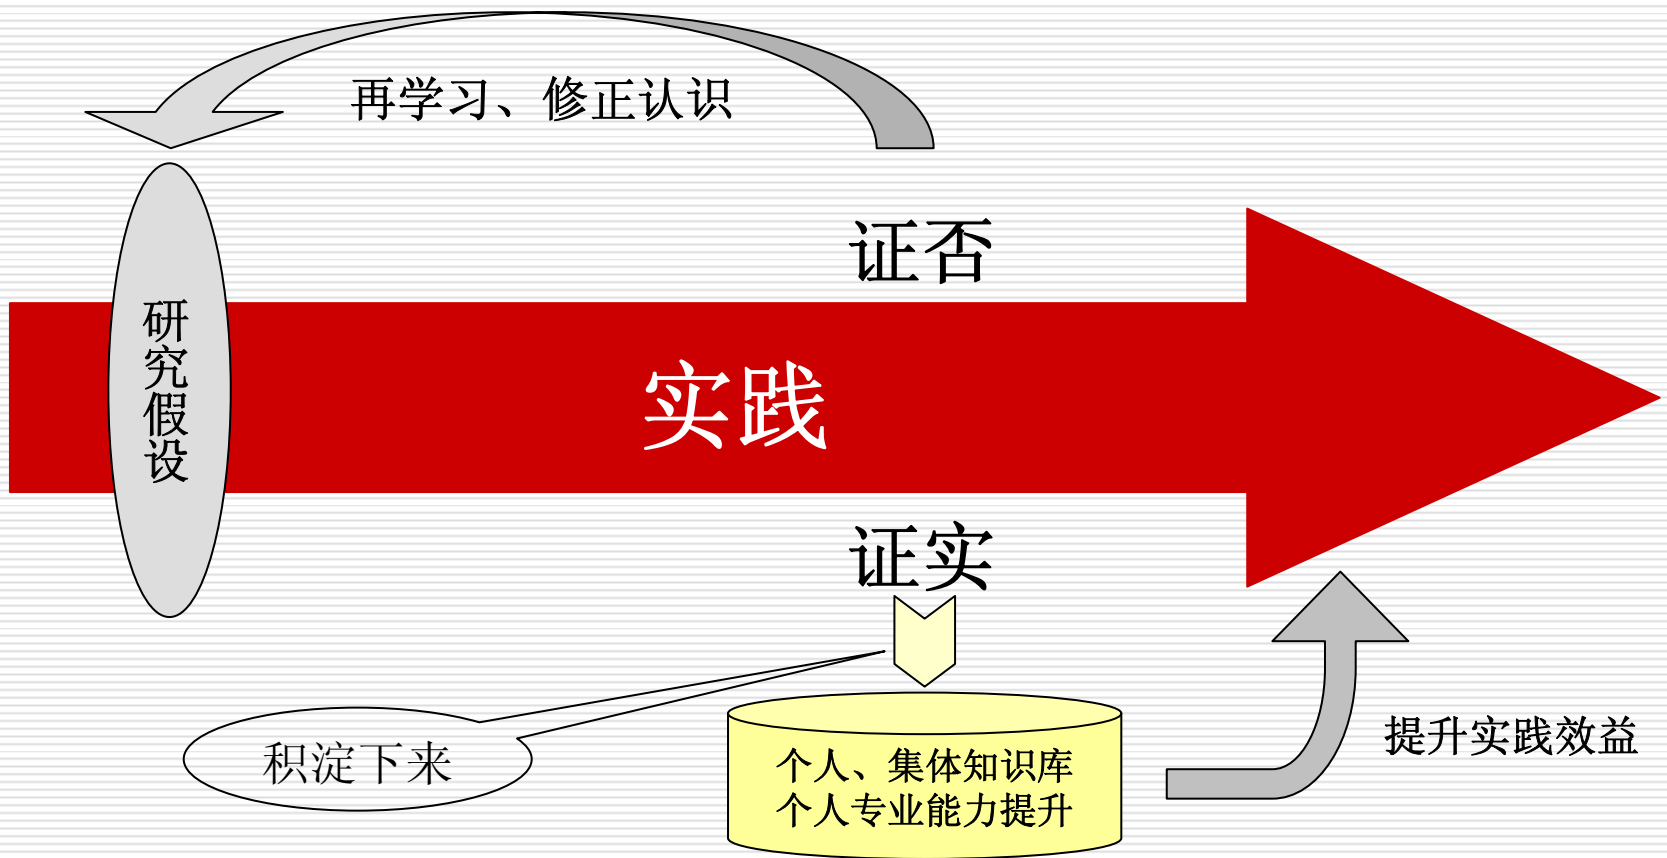 再学习、修正认识
证否
研究假设
实践
证实
积淀下来
个人、集体知识库
个人专业能力提升
提升实践效益